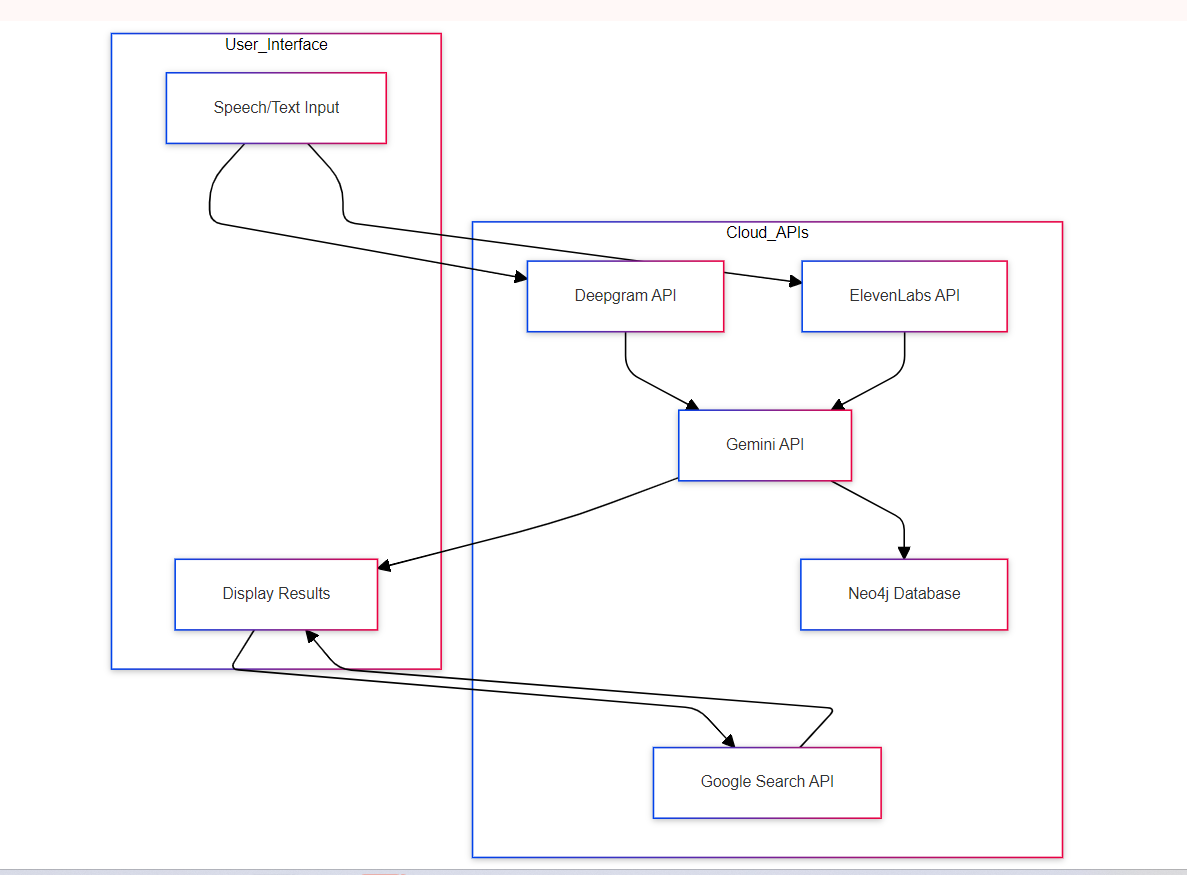 User_Interface
Speech/Text Input
Cloud_APIs
Deepgram API
ElevenLabs API
Gemini API
Display Results
Neo4j Database
Google Search API